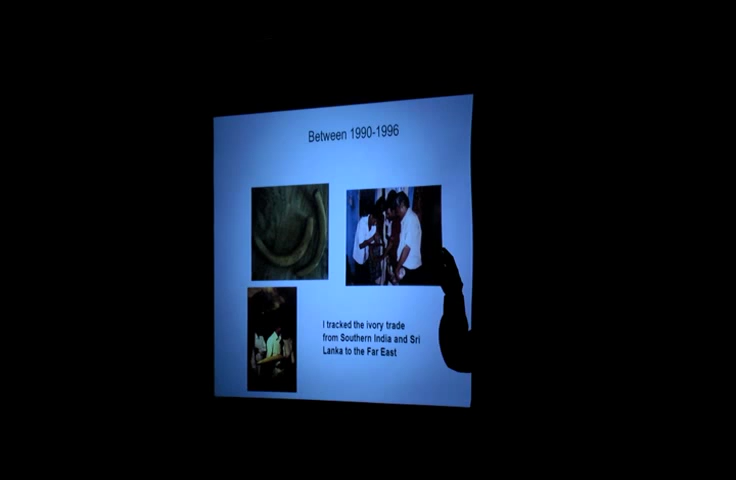 Between 1990-1996
I tracked the ivory trade
from Southern India and Sri
Lanka to the Far East